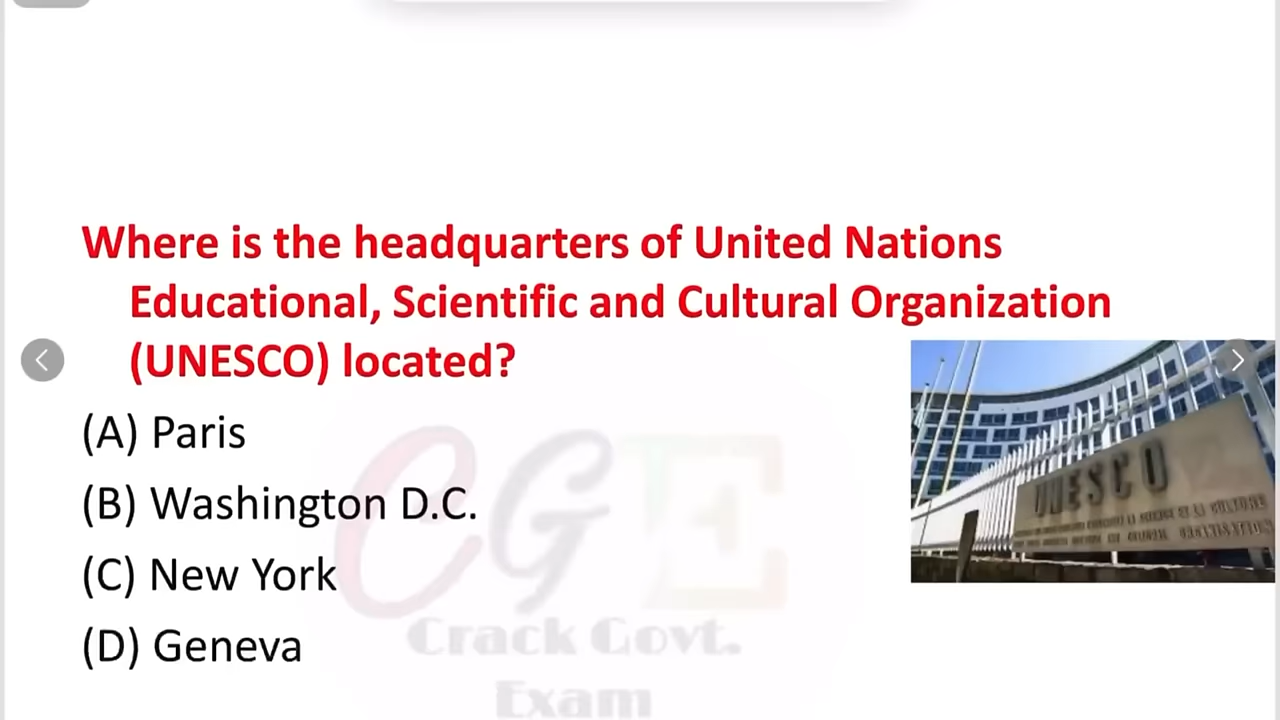 Where is the headquarters of United Nations
Educational, Scientific and Cultural Organization
(UNESCO) located?
(A) Paris
(B) Washington D.C.
(C) New York
(D) Geneva
CGE
Crack Govt.
Exam
UNESCO